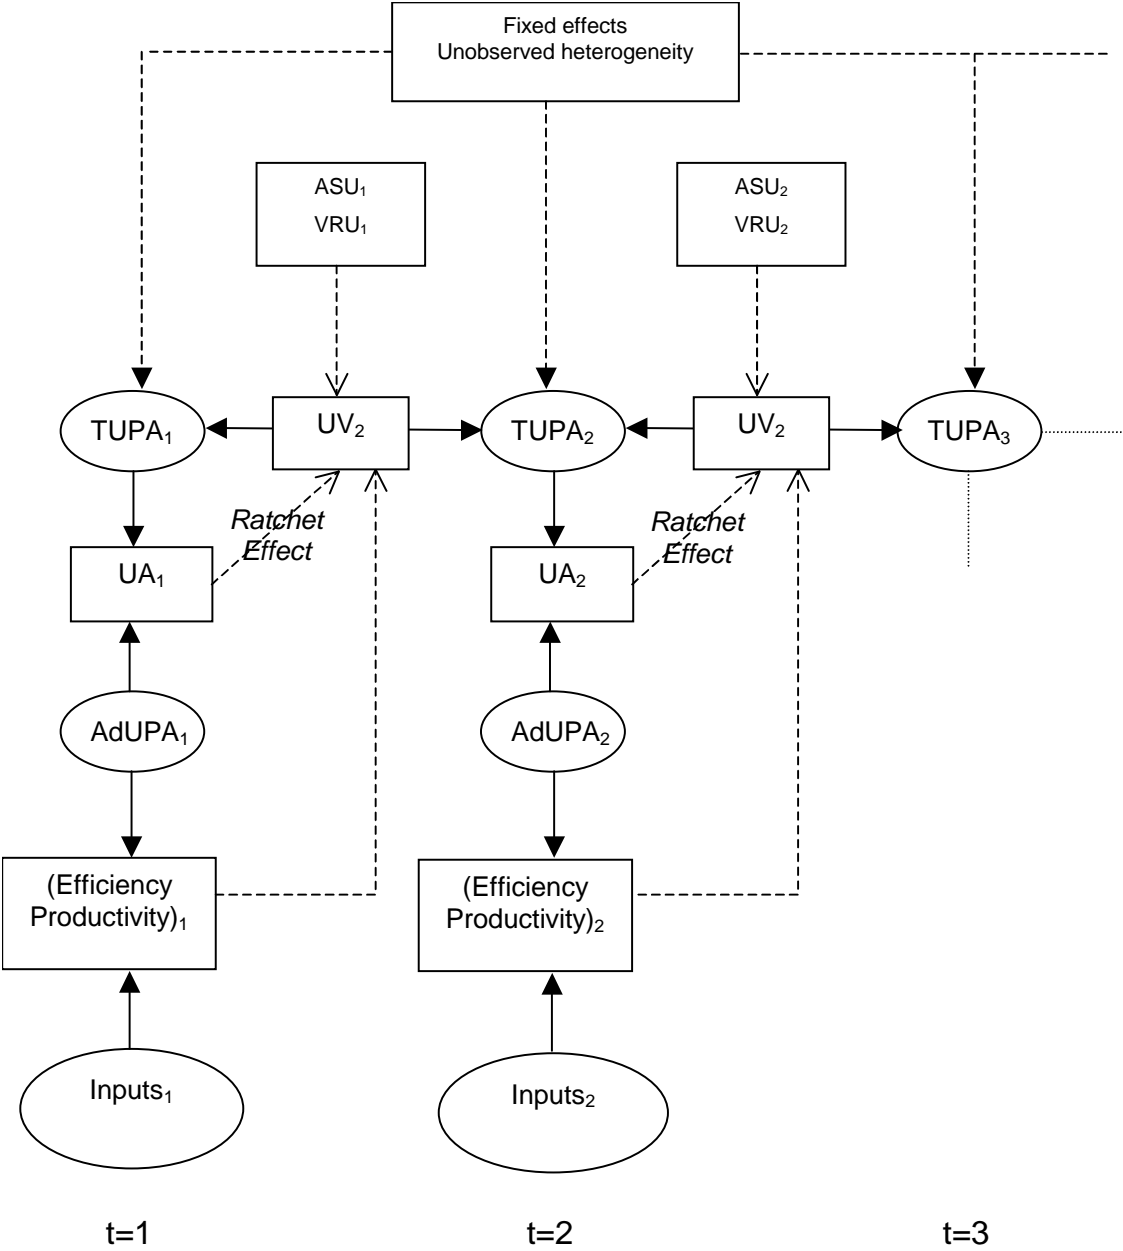 Fixed effects
Unobserved heterogeneity
ASU₁
VRU₁
ASU₂
VRU₂
TUPA₁
UV₂
TUPA₂
UV₂
TUPA₃
Ratchet
Effect
Ratchet
Effect
UA₁
UA₂
AdUPA₁
AdUPA₂
(Efficiency
Productivity)₁
(Efficiency
Productivity)₂
Inputs₁
Inputs₂
t=1
t=2
t=3